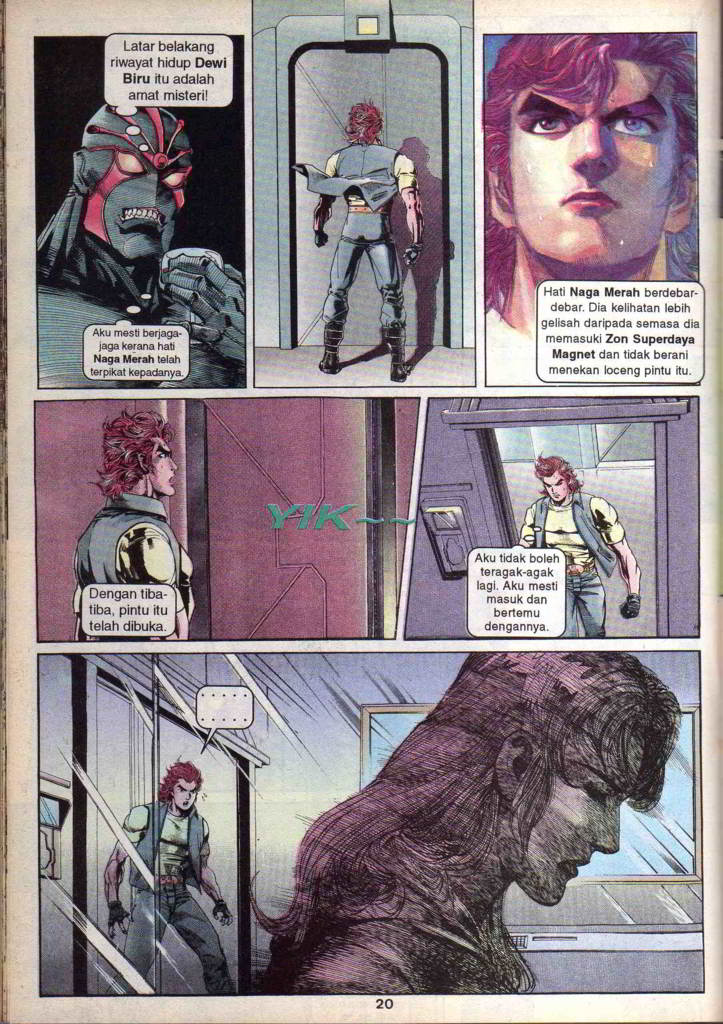 Latar belakang
riwayat hidup Dewi
Biru itu adalah
amat misteri!
Aku mesti berjaga-
jaga kerana hati
Naga Merah telah
terpikat kepadanya.
Hati Naga Merah berdebar-
debar. Dia kelihatan lebih
gelisah daripada semasa dia
memasuki Zon Superdaya
Magnet dan tidak berani
menekan loceng pintu itu.
YIK~~
Dengan tiba-
tiba, pintu itu
telah dibuka.
Aku tidak boleh
teragak-agak
lagi. Aku mesti
masuk dan
bertemu
dengannya.
. . . . .
. . . . .
20